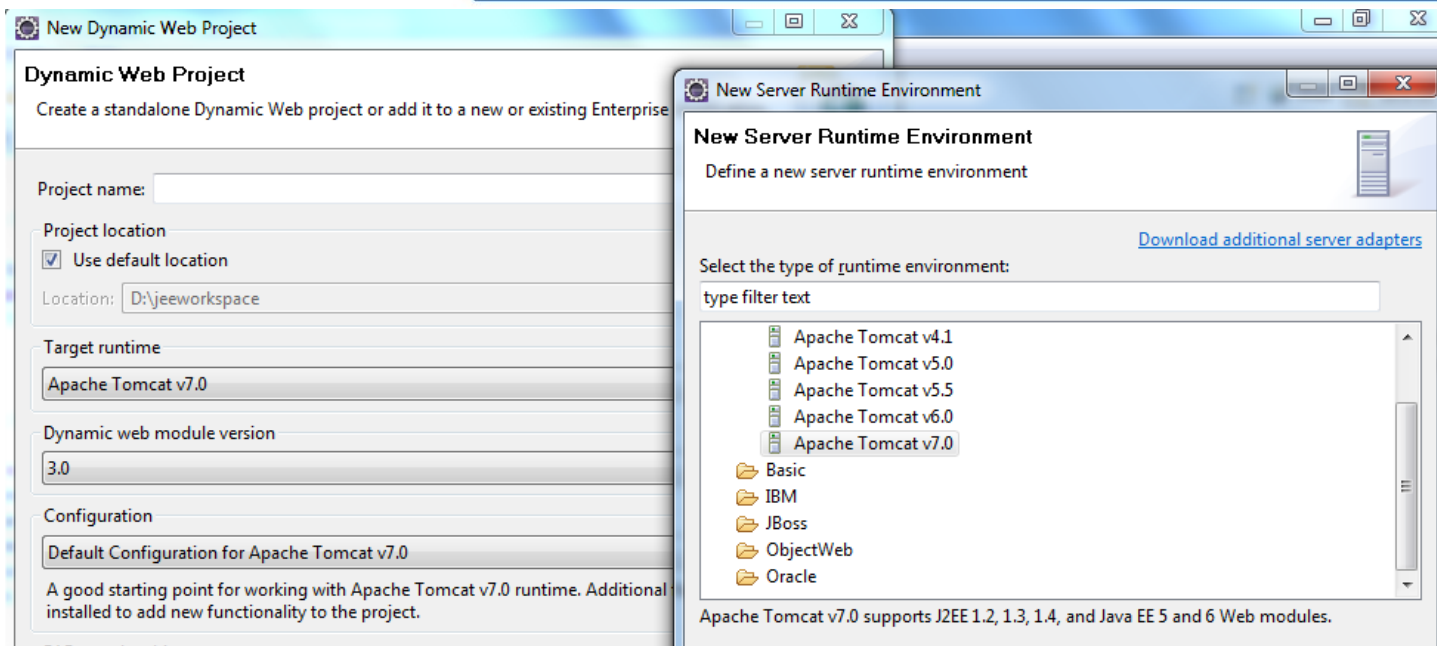 New Dynamic Web Project
Dynamic Web Project
Create a standalone Dynamic Web project or add it to a new or existing Enterprise
Project name:
Project location
Use default location
Location: D:\jeeworkspace
Target runtime
Apache Tomcat v7.0
Dynamic web module version
3.0
Configuration
Default Configuration for Apache Tomcat v7.0
A good starting point for working with Apache Tomcat v7.0 runtime. Additional
installed to add new functionality to the project.
New Server Runtime Environment
New Server Runtime Environment
Define a new server runtime environment
Download additional server adapters
Select the type of runtime environment:
type filter text
Apache Tomcat v4.1
Apache Tomcat v5.0
Apache Tomcat v5.5
Apache Tomcat v6.0
Apache Tomcat v7.0
Basic
IBM
JBoss
ObjectWeb
Oracle
Apache Tomcat v7.0 supports J2EE 1.2, 1.3, 1.4, and Java EE 5 and 6 Web modules.